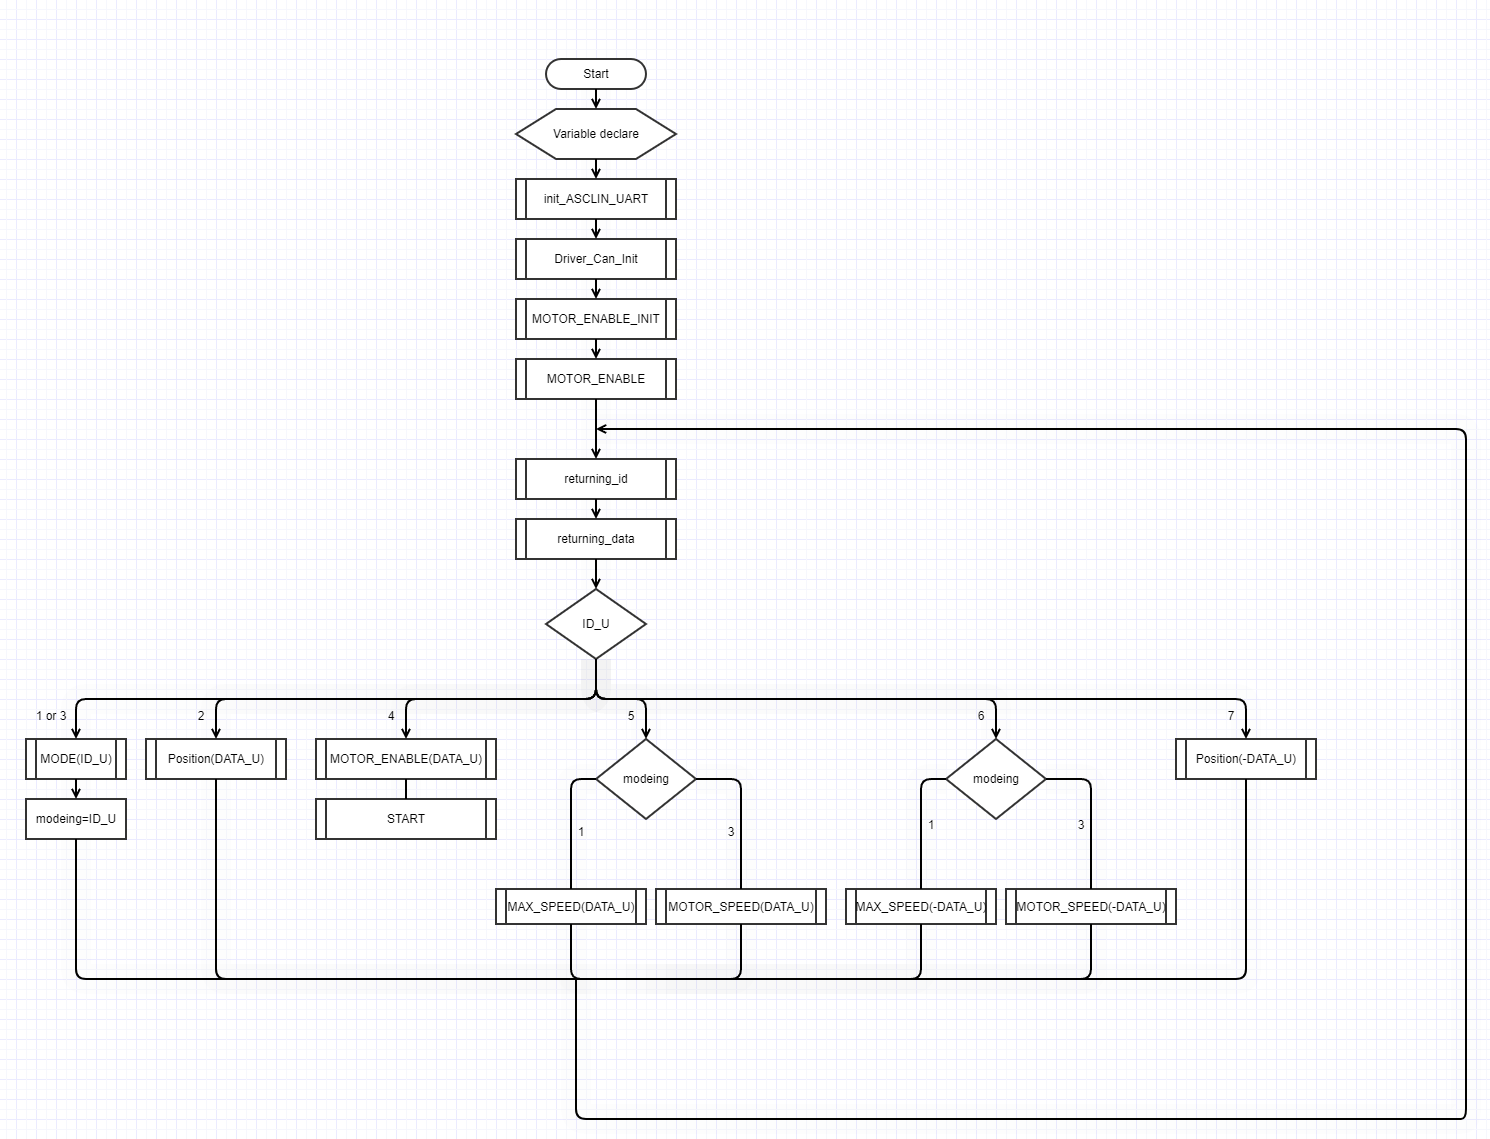 Start
Variable declare
init_ASCLIN_UART
Driver_Can_Init
MOTOR_ENABLE_INIT
MOTOR_ENABLE
returning_id
returning_data
ID_U
1 or 3
2
4
5
6
7
MODE(ID_U)
Position(DATA_U)
MOTOR_ENABLE(DATA_U)
modeing
modeing
Position(-DATA_U)
modeing=ID_U
START
1
3
1
3
MAX_SPEED(DATA_U)
MOTOR_SPEED(DATA_U)
MAX_SPEED(-DATA_U)
MOTOR_SPEED(-DATA_U)